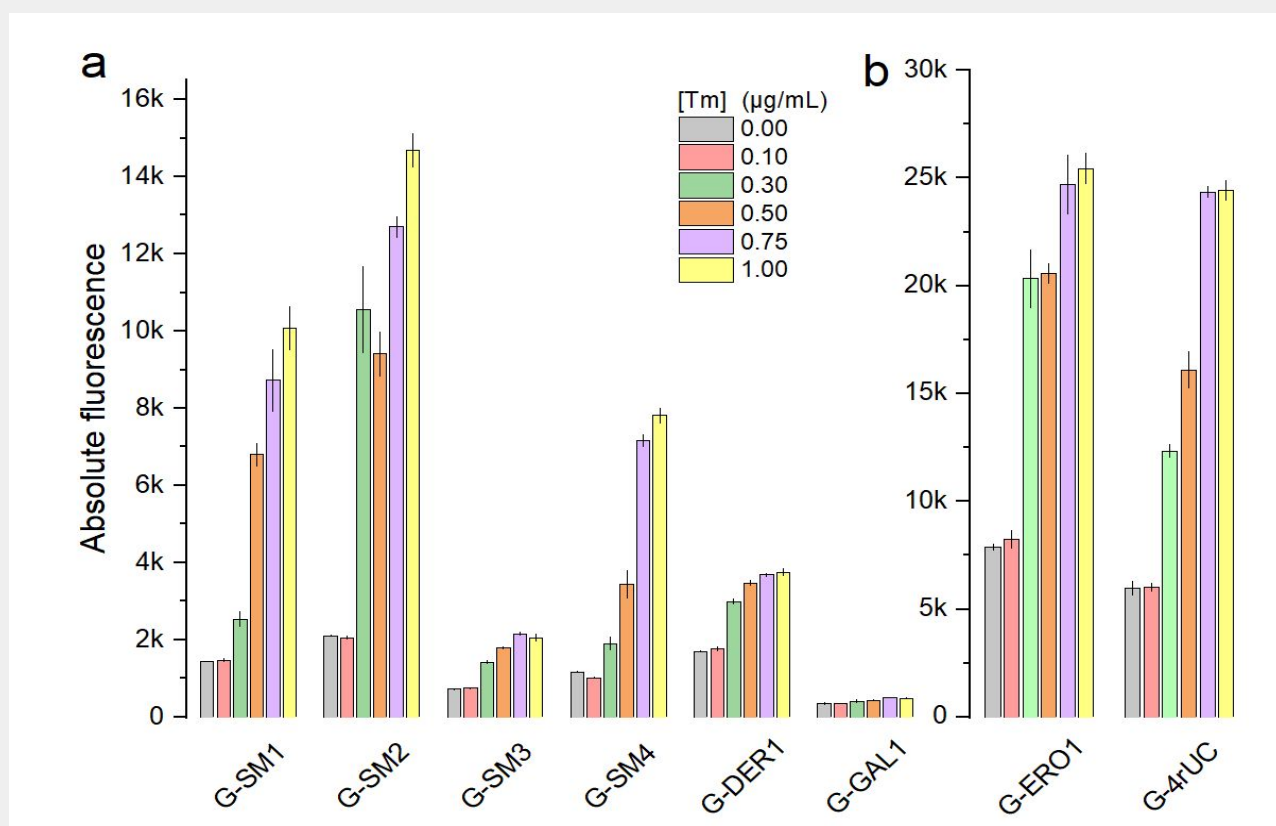 a
Absolute fluorescence
16k
14k
12k
10k
8k
6k
4k
2k
0
G-SM1
G-SM2
G-SM3
G-SM4
G-DER1
G-GAL1
[Tm] (µg/mL)
0.00
0.10
0.30
0.50
0.75
1.00
b
30k
25k
20k
15k
10k
5k
0
G-ERO1
G-4rUC